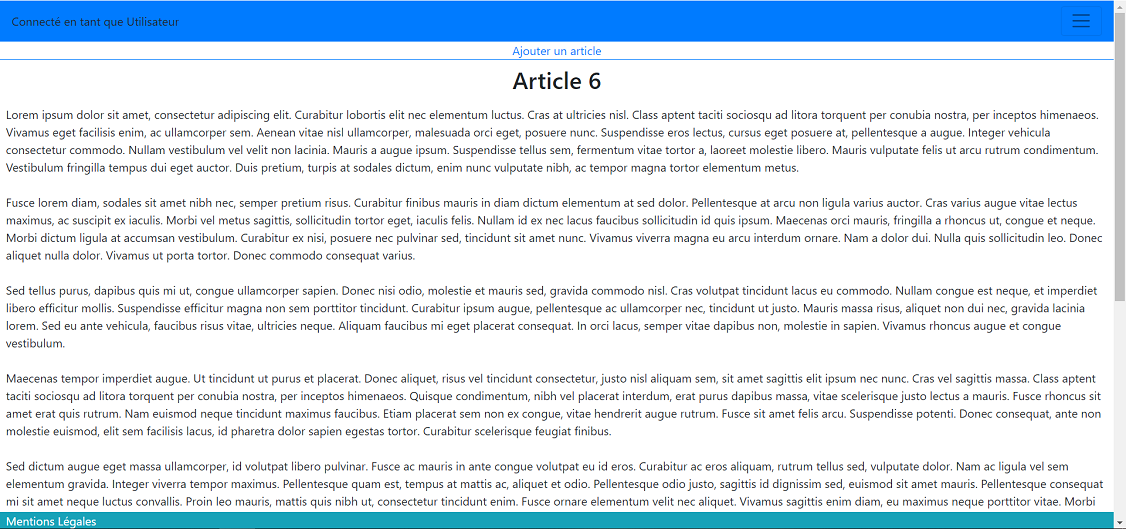 Connecté en tant que Utilisateur
Ajouter un article
Article 6
Lorem ipsum dolor sit amet, consectetur adipiscing elit. Curabitur lobortis elit nec elementum luctus. Cras at ultricies nisl. Class aptent taciti sociosqu ad litora torquent per conubia nostra, per inceptos himenaeos.
Vivamus eget facilisis enim, ac ullamcorper sem. Aenean vitae nisl ullamcorper, malesuada orci eget, posuere nunc. Suspendisse eros lectus, cursus eget posuere at, pellentesque a augue. Integer vehicula
consectetur commodo. Nullam vestibulum vel velit non lacinia. Mauris a augue ipsum. Suspendisse tellus sem, fermentum vitae tortor a, laoreet molestie libero. Mauris vulputate felis ut arcu rutrum condimentum.
Vestibulum fringilla tempus dui eget auctor. Duis pretium, turpis at sodales dictum, enim nunc vulputate nibh, ac tempor magna tortor elementum metus.
Fusce lorem diam, sodales sit amet nibh nec, semper pretium risus. Curabitur finibus mauris in diam dictum elementum at sed dolor. Pellentesque at arcu non ligula varius auctor. Cras varius augue vitae lectus
maximus, ac suscipit ex iaculis. Morbi vel metus sagittis, sollicitudin tortor eget, iaculis felis. Nullam id ex nec lacus faucibus sollicitudin id quis ipsum. Maecenas orci mauris, fringilla a rhoncus ut, congue et neque.
Morbi dictum ligula at accumsan vestibulum. Curabitur ex nisi, posuere nec pulvinar sed, tincidunt sit amet nunc. Vivamus viverra magna eu arcu interdum ornare. Nam a dolor dui. Nulla quis sollicitudin leo. Donec
aliquet nulla dolor. Vivamus ut porta tortor. Donec commodo consequat varius.
Sed tellus purus, dapibus quis mi ut, congue ullamcorper sapien. Donec nisi odio, molestie et mauris sed, gravida commodo nisl. Cras volutpat tincidunt lacus eu commodo. Nullam congue est neque, et imperdiet
libero efficitur mollis. Suspendisse efficitur magna non sem porttitor tincidunt. Curabitur ipsum augue, pellentesque ac ullamcorper nec, tincidunt ut justo. Mauris massa risus, aliquet non dui nec, gravida lacinia
lorem. Sed eu ante vehicula, faucibus risus vitae, ultricies neque. Aliquam faucibus mi eget placerat consequat. In orci lacus, semper vitae dapibus non, molestie in sapien. Vivamus rhoncus augue et congue
vestibulum.
Maecenas tempor imperdiet augue. Ut tincidunt ut purus et placerat. Donec aliquet, risus vel tincidunt consectetur, justo nisl aliquam sem, sit amet sagittis elit ipsum nec nunc. Cras vel sagittis massa. Class aptent
taciti sociosqu ad litora torquent per conubia nostra, per inceptos himenaeos. Quisque condimentum, nibh vel placerat interdum, erat purus dapibus massa, vitae scelerisque justo lectus a mauris. Fusce rhoncus sit
amet erat quis rutrum. Nam euismod neque tincidunt maximus faucibus. Etiam placerat sem non ex congue, vitae hendrerit augue rutrum. Fusce sit amet felis arcu. Suspendisse potenti. Donec consequat, ante non
molestie euismod, elit sem facilisis lacus, id pharetra dolor sapien egestas tortor. Curabitur scelerisque feugiat finibus.
Sed dictum augue eget massa ullamcorper, id volutpat libero pulvinar. Fusce ac mauris in ante congue volutpat eu id eros. Curabitur ac eros aliquam, rutrum tellus sed, vulputate dolor. Nam ac ligula vel sem
elementum gravida. Integer viverra tempor maximus. Pellentesque quam est, tempus at mattis ac, aliquet et odio. Pellentesque odio justo, sagittis id dignissim sed, euismod sit amet mauris. Pellentesque consequat
mi sit amet neque luctus convallis. Proin leo mauris, mattis quis nibh ut, consectetur tincidunt enim. Fusce ornare elementum velit nec aliquet. Vivamus sagittis enim diam, eu maximus neque porttitor vitae. Morbi
Mentions Légales